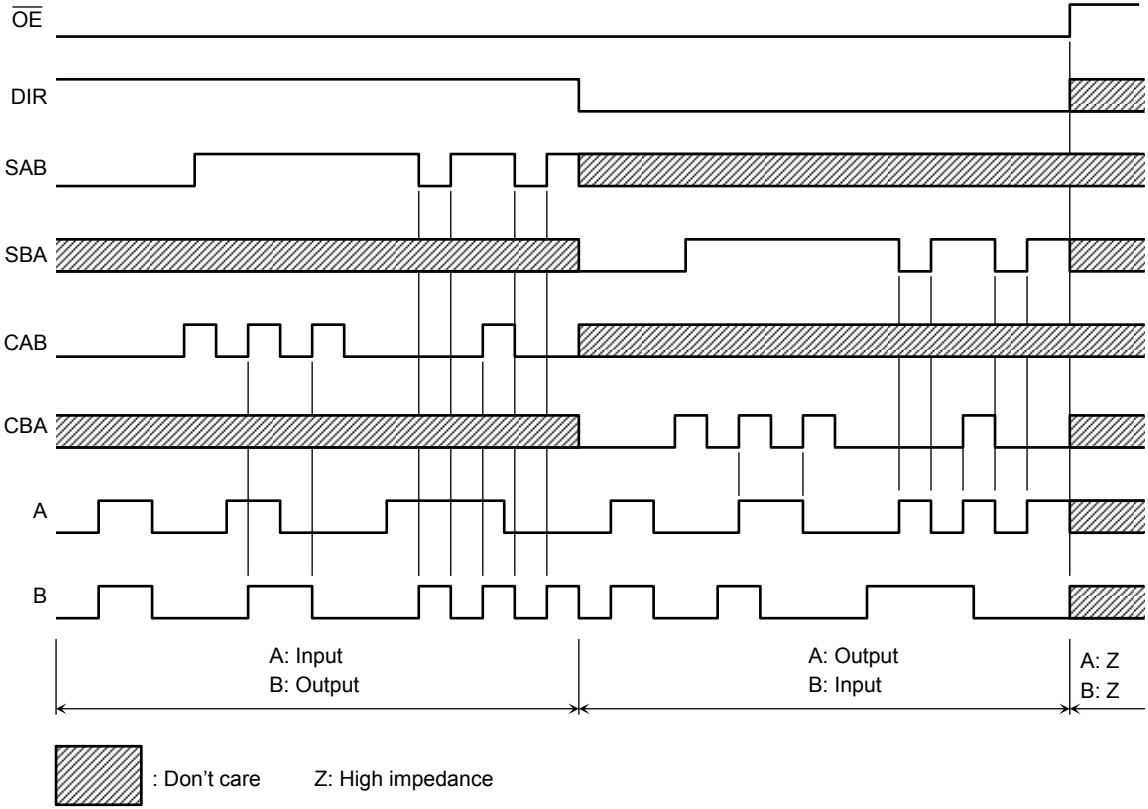 OE
DIR
SAB
SBA
CAB
CBA
A
B
A: Input
B: Output
A: Output
B: Input
A: Z
B: Z
: Don’t care
Z: High impedance